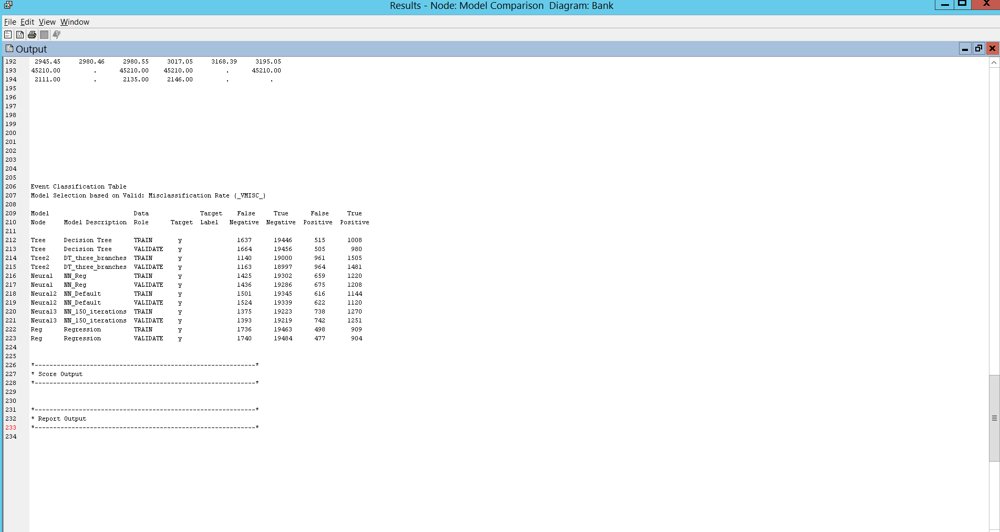 Results - Node: Model Comparison Diagram: Bank
File Edit View Window
Output
192 2945.45 2980.46 2980.55 3017.05 3168.39 3195.05
193 45210.00 . 45210.00 45210.00 . 45210.00
194 2111.00 . 2135.00 2146.00 . .
195
196
197
198
199
200
201
202
203
204
205
206 Event Classification Table
207 Model Selection based on Valid: Misclassification Rate (_VMISC_)
208
209 Model Data Target False True False True
210 Node Model Description Role Target Label Negative Negative Positive Positive
211
212 Tree Decision Tree TRAIN y 1637 19446 515 1008
213 Tree Decision Tree VALIDATE y 1664 19456 505 980
214 Tree2 DT_three_branches TRAIN y 1140 19000 961 1505
215 Tree2 DT_three_branches VALIDATE y 1163 18997 964 1481
216 Neural NN_Reg TRAIN y 1425 19302 659 1220
217 Neural NN_Reg VALIDATE y 1436 19286 675 1208
218 Neural2 NN_Default TRAIN y 1501 19345 616 1144
219 Neural2 NN_Default VALIDATE y 1524 19339 622 1120
220 Neural3 NN_150_iterations TRAIN y 1375 19223 738 1270
221 Neural3 NN_150_iterations VALIDATE y 1393 19219 742 1251
222 Reg Regression TRAIN y 1736 19463 498 909
223 Reg Regression VALIDATE y 1740 19484 477 904
224
225
226 *------------------------------------------------------------*
227 * Score Output
228 *------------------------------------------------------------*
229
230
231 *------------------------------------------------------------*
232 * Report Output
233 *------------------------------------------------------------*
234